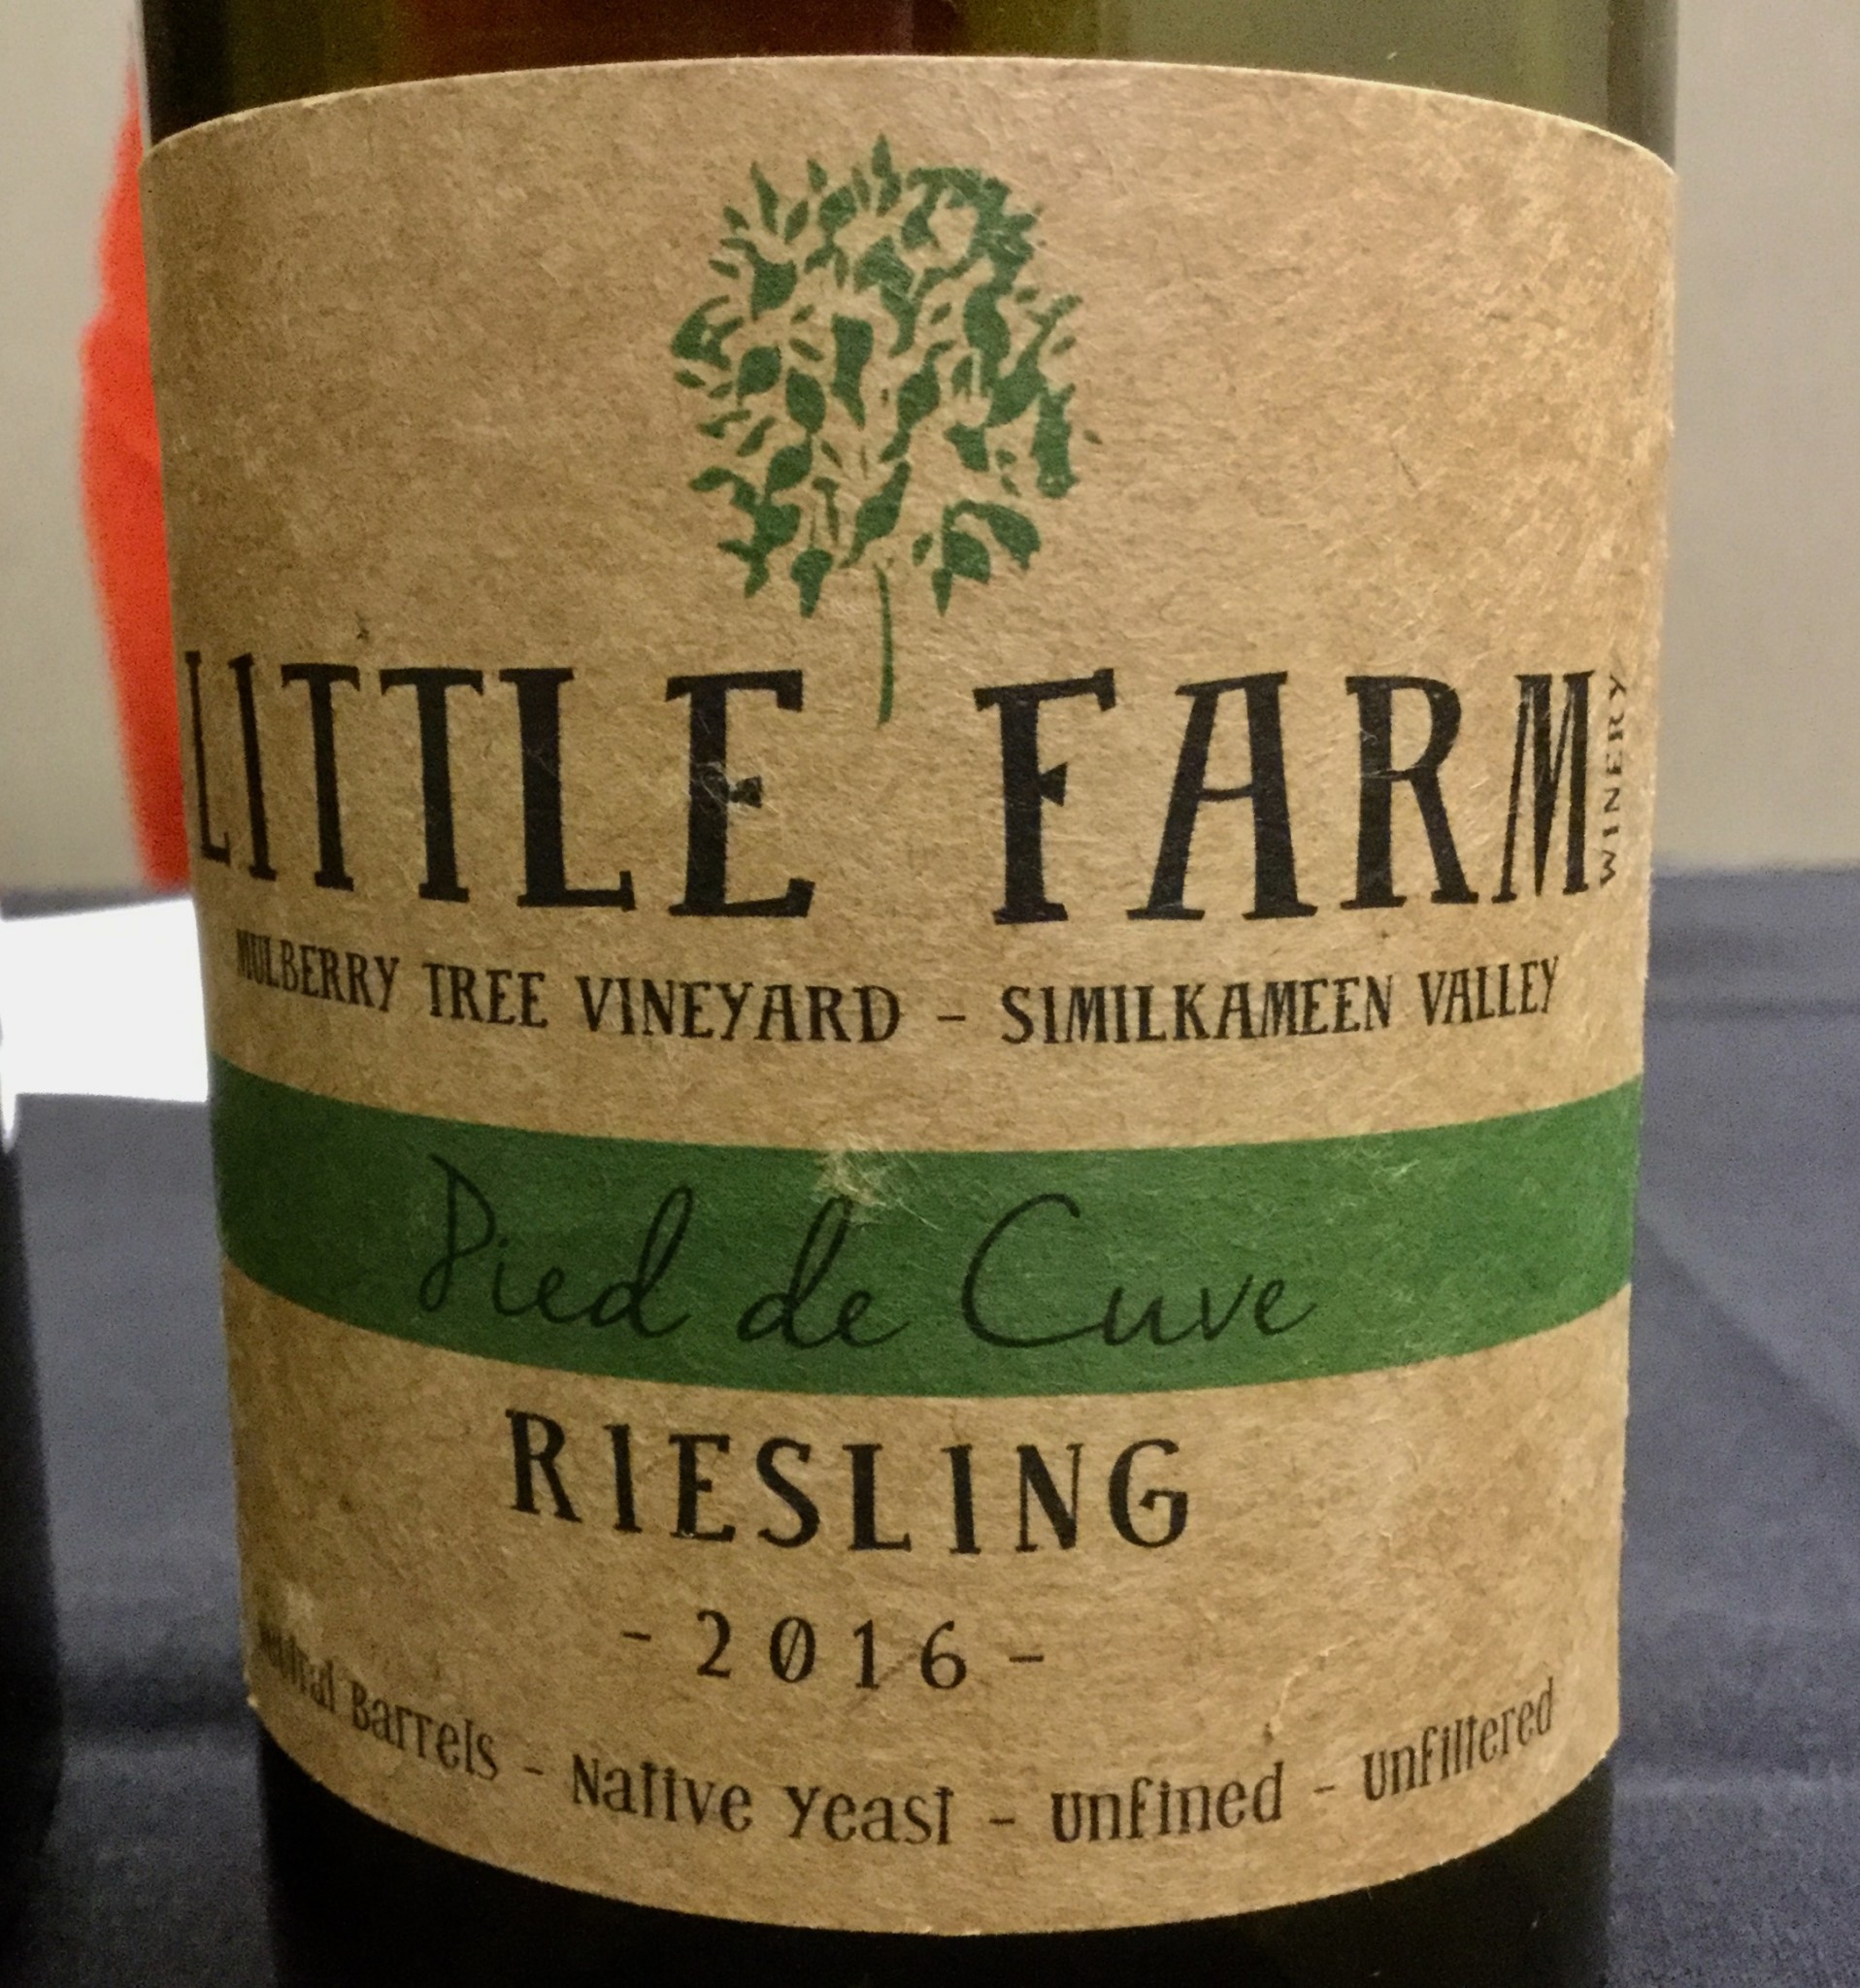 LITTLE FARM
WINERY
MULBERRY TREE VINEYARD - SIMILKAMEEN VALLEY
Pied de Cuve
RIESLING
- 2016 -
Barrels - Native Yeast - Unfined - Unfiltered